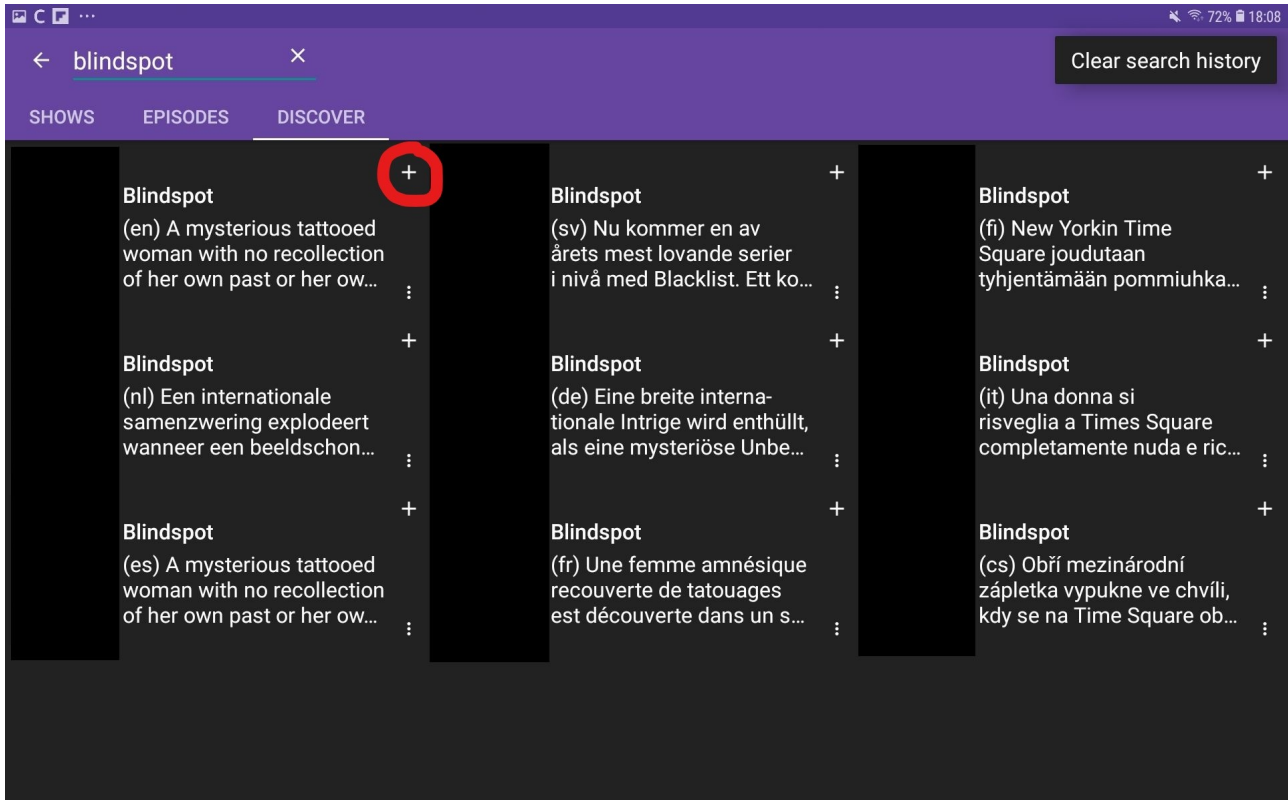 C ... 72% 18:08
blindspot
Clear search history
SHOWS EPISODES DISCOVER
Blindspot
(en) A mysterious tattooed
woman with no recollection
of her own past or her ow...
Blindspot
(sv) Nu kommer en av
årets mest lovande serier
i nivå med Blacklist. Ett ko...
Blindspot
(fi) New Yorkin Time
Square joudutaan
tyhjentämään pommiuhka...
Blindspot
(nl) Een internationale
samenzwering explodeert
wanneer een beeldschon...
Blindspot
(de) Eine breite interna-
tionale Intrige wird enthüllt,
als eine mysteriöse Unbe...
Blindspot
(it) Una donna si
risveglia a Times Square
completamente nuda e ric...
Blindspot
(es) A mysterious tattooed
woman with no recollection
of her own past or her ow...
Blindspot
(fr) Une femme amnésique
recouverte de tatouages
est découverte dans un s...
Blindspot
(cs) Obří mezinárodní
zápletka vypukne ve chvíli,
kdy se na Time Square ob...